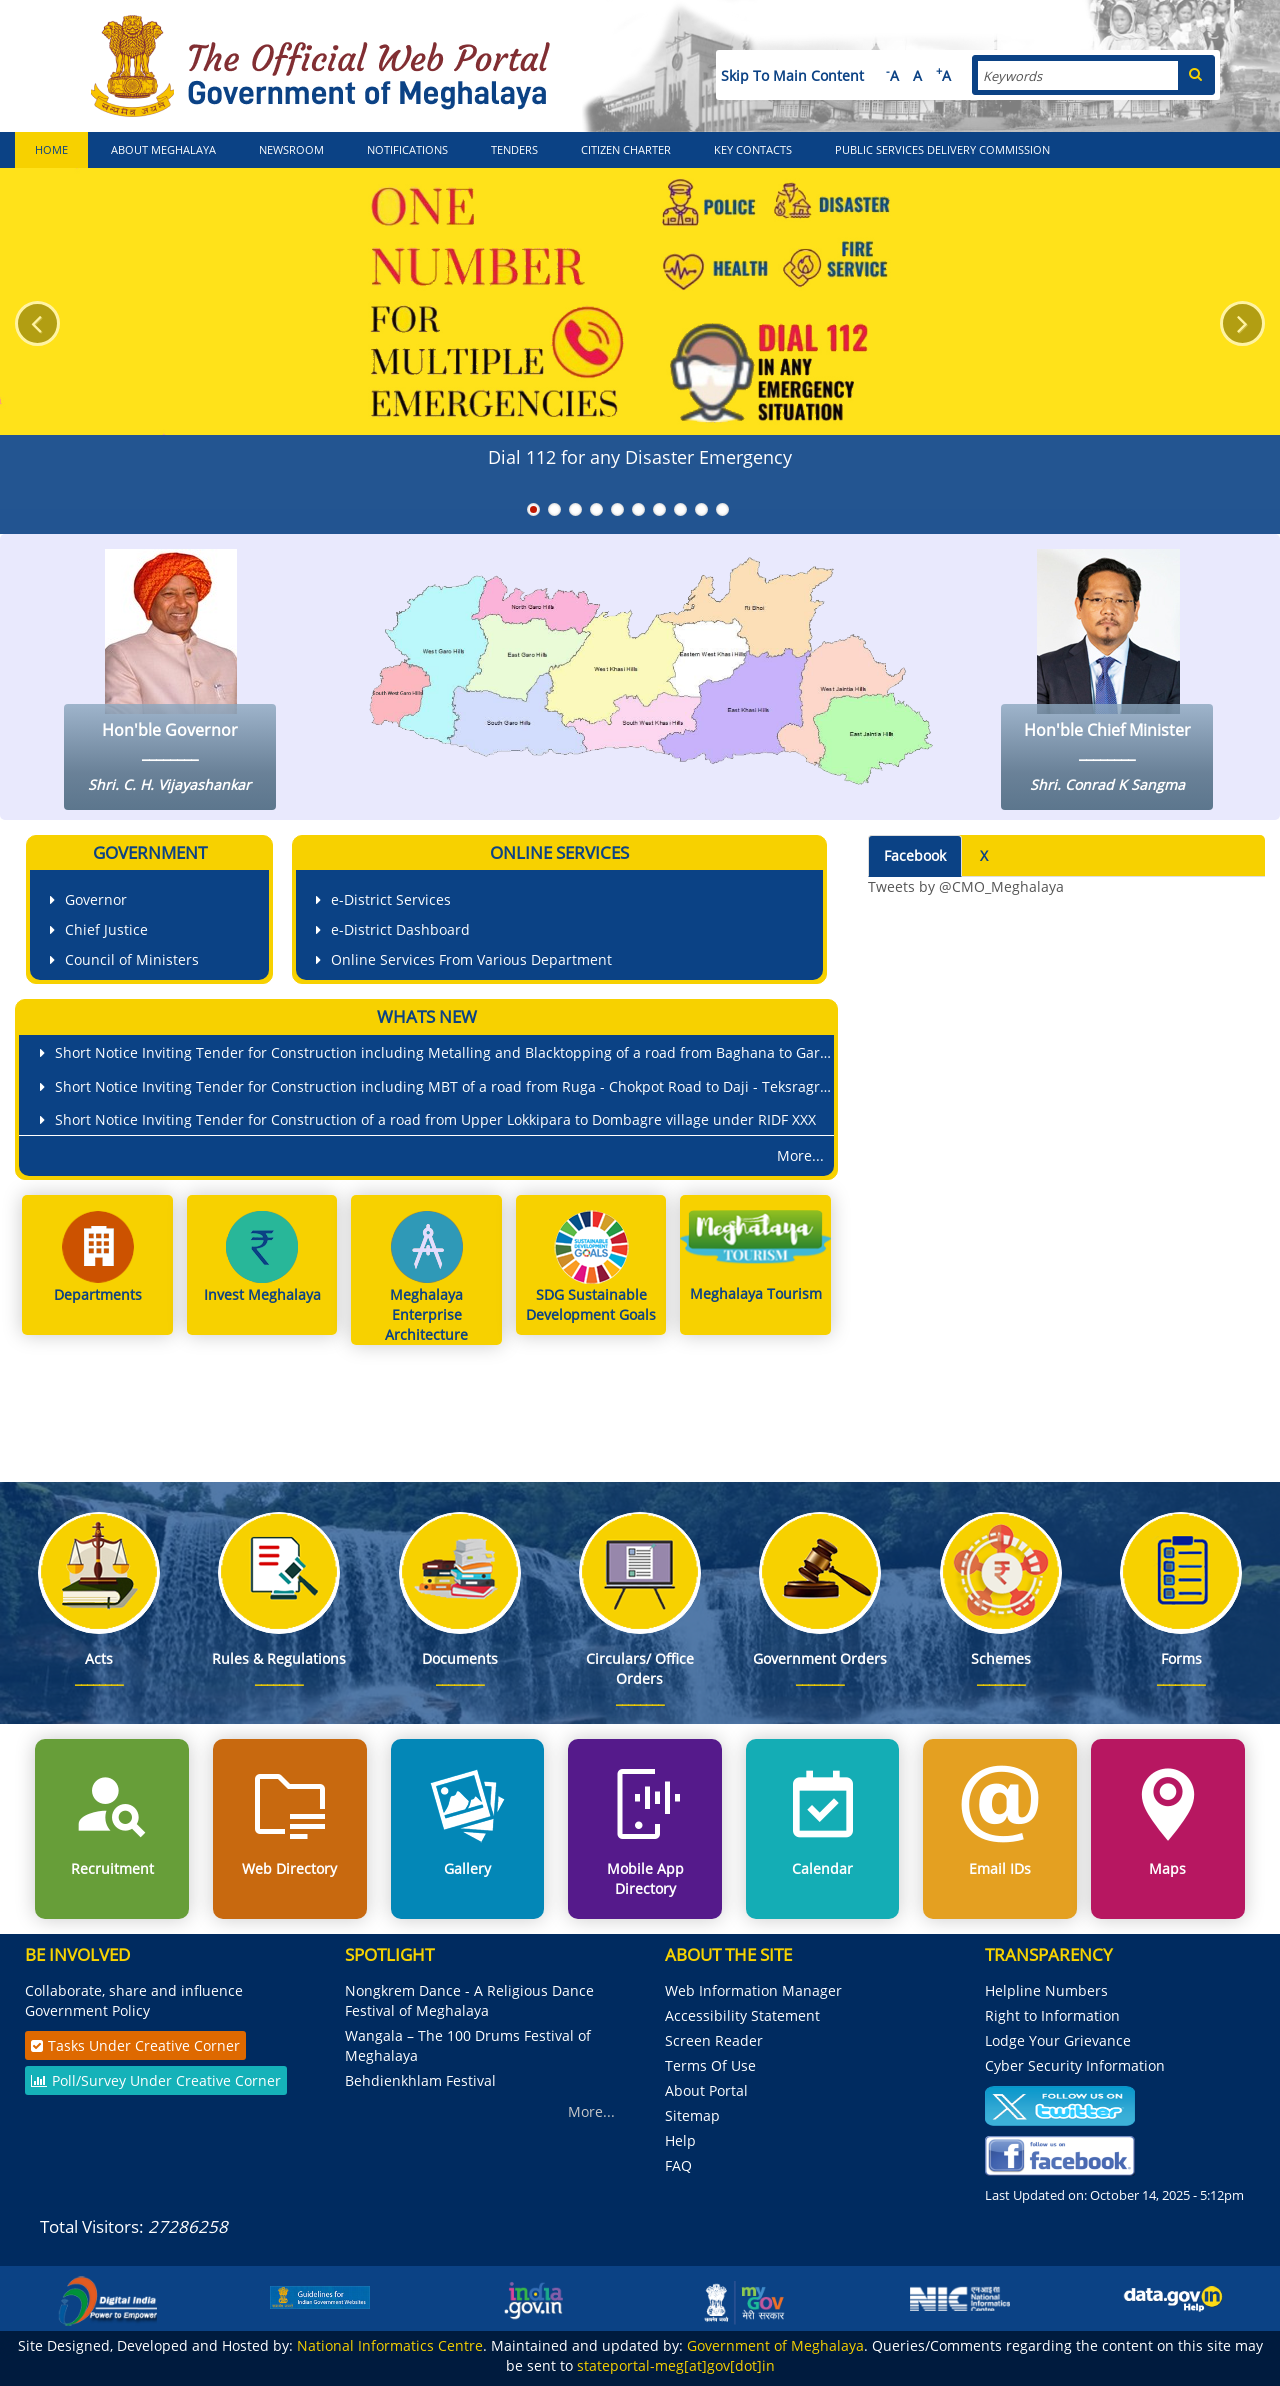 The Official Web Portal
Government of Meghalaya
Skip To Main Content -A A +A Keywords
HOME ABOUT MEGHALAYA NEWSROOM NOTIFICATIONS TENDERS CITIZEN CHARTER KEY CONTACTS PUBLIC SERVICES DELIVERY COMMISSION
ONE
NUMBER
FOR
MULTIPLE
EMERGENCIES
POLICE DISASTER
HEALTH FIRE
SERVICE
DIAL 112
IN ANY
EMERGENCY
SITUATION
Dial 112 for any Disaster Emergency
Hon'ble Governor
Shri. C. H. Vijayashankar
North Garo Hills
Ri Bhoi
West Garo Hills
East Garo Hills
Eastern West Khasi Hills
West Khasi Hills
South West Garo Hills
West Jaintia Hills
East Khasi Hills
South Garo Hills
South West Khasi Hills
East Jaintia Hills
Hon'ble Chief Minister
Shri. Conrad K Sangma
GOVERNMENT
Governor
Chief Justice
Council of Ministers
ONLINE SERVICES
e-District Services
e-District Dashboard
Online Services From Various Department
Facebook X
Tweets by @CMO_Meghalaya
WHATS NEW
Short Notice Inviting Tender for Construction including Metalling and Blacktopping of a road from Baghana to Gar...
Short Notice Inviting Tender for Construction including MBT of a road from Ruga - Chokpot Road to Daji - Teksragr...
Short Notice Inviting Tender for Construction of a road from Upper Lokkipara to Dombagre village under RIDF XXX
More...
Departments
Invest Meghalaya
Meghalaya
Enterprise
Architecture
SUSTAINABLE
DEVELOPMENT
GOALS
SDG Sustainable
Development Goals
Meghalaya
TOURISM
Meghalaya Tourism
Acts
Rules & Regulations
Documents
Circulars/ Office
Orders
Government Orders
Schemes
Forms
Recruitment
Web Directory
Gallery
Mobile App
Directory
Calendar
@
Email IDs
Maps
BE INVOLVED
Collaborate, share and influence
Government Policy
Tasks Under Creative Corner
Poll/Survey Under Creative Corner
SPOTLIGHT
Nongkrem Dance - A Religious Dance
Festival of Meghalaya
Wangala – The 100 Drums Festival of
Meghalaya
Behdienkhlam Festival
More...
ABOUT THE SITE
Web Information Manager
Accessibility Statement
Screen Reader
Terms Of Use
About Portal
Sitemap
Help
FAQ
TRANSPARENCY
Helpline Numbers
Right to Information
Lodge Your Grievance
Cyber Security Information
FOLLOW US ON
twitter
follow us on
facebook.
Last Updated on: October 14, 2025 - 5:12pm
Total Visitors: 27286258
Digital India
Power to Empower
Guidelines for
Indian Government Websites
india
.gov.in
my
GOV
मेरी सरकार
NIC एन आई सी
National
Informatics
Centre
data.gov in
Help
Site Designed, Developed and Hosted by: National Informatics Centre. Maintained and updated by: Government of Meghalaya. Queries/Comments regarding the content on this site may
be sent to stateportal-meg[at]gov[dot]in